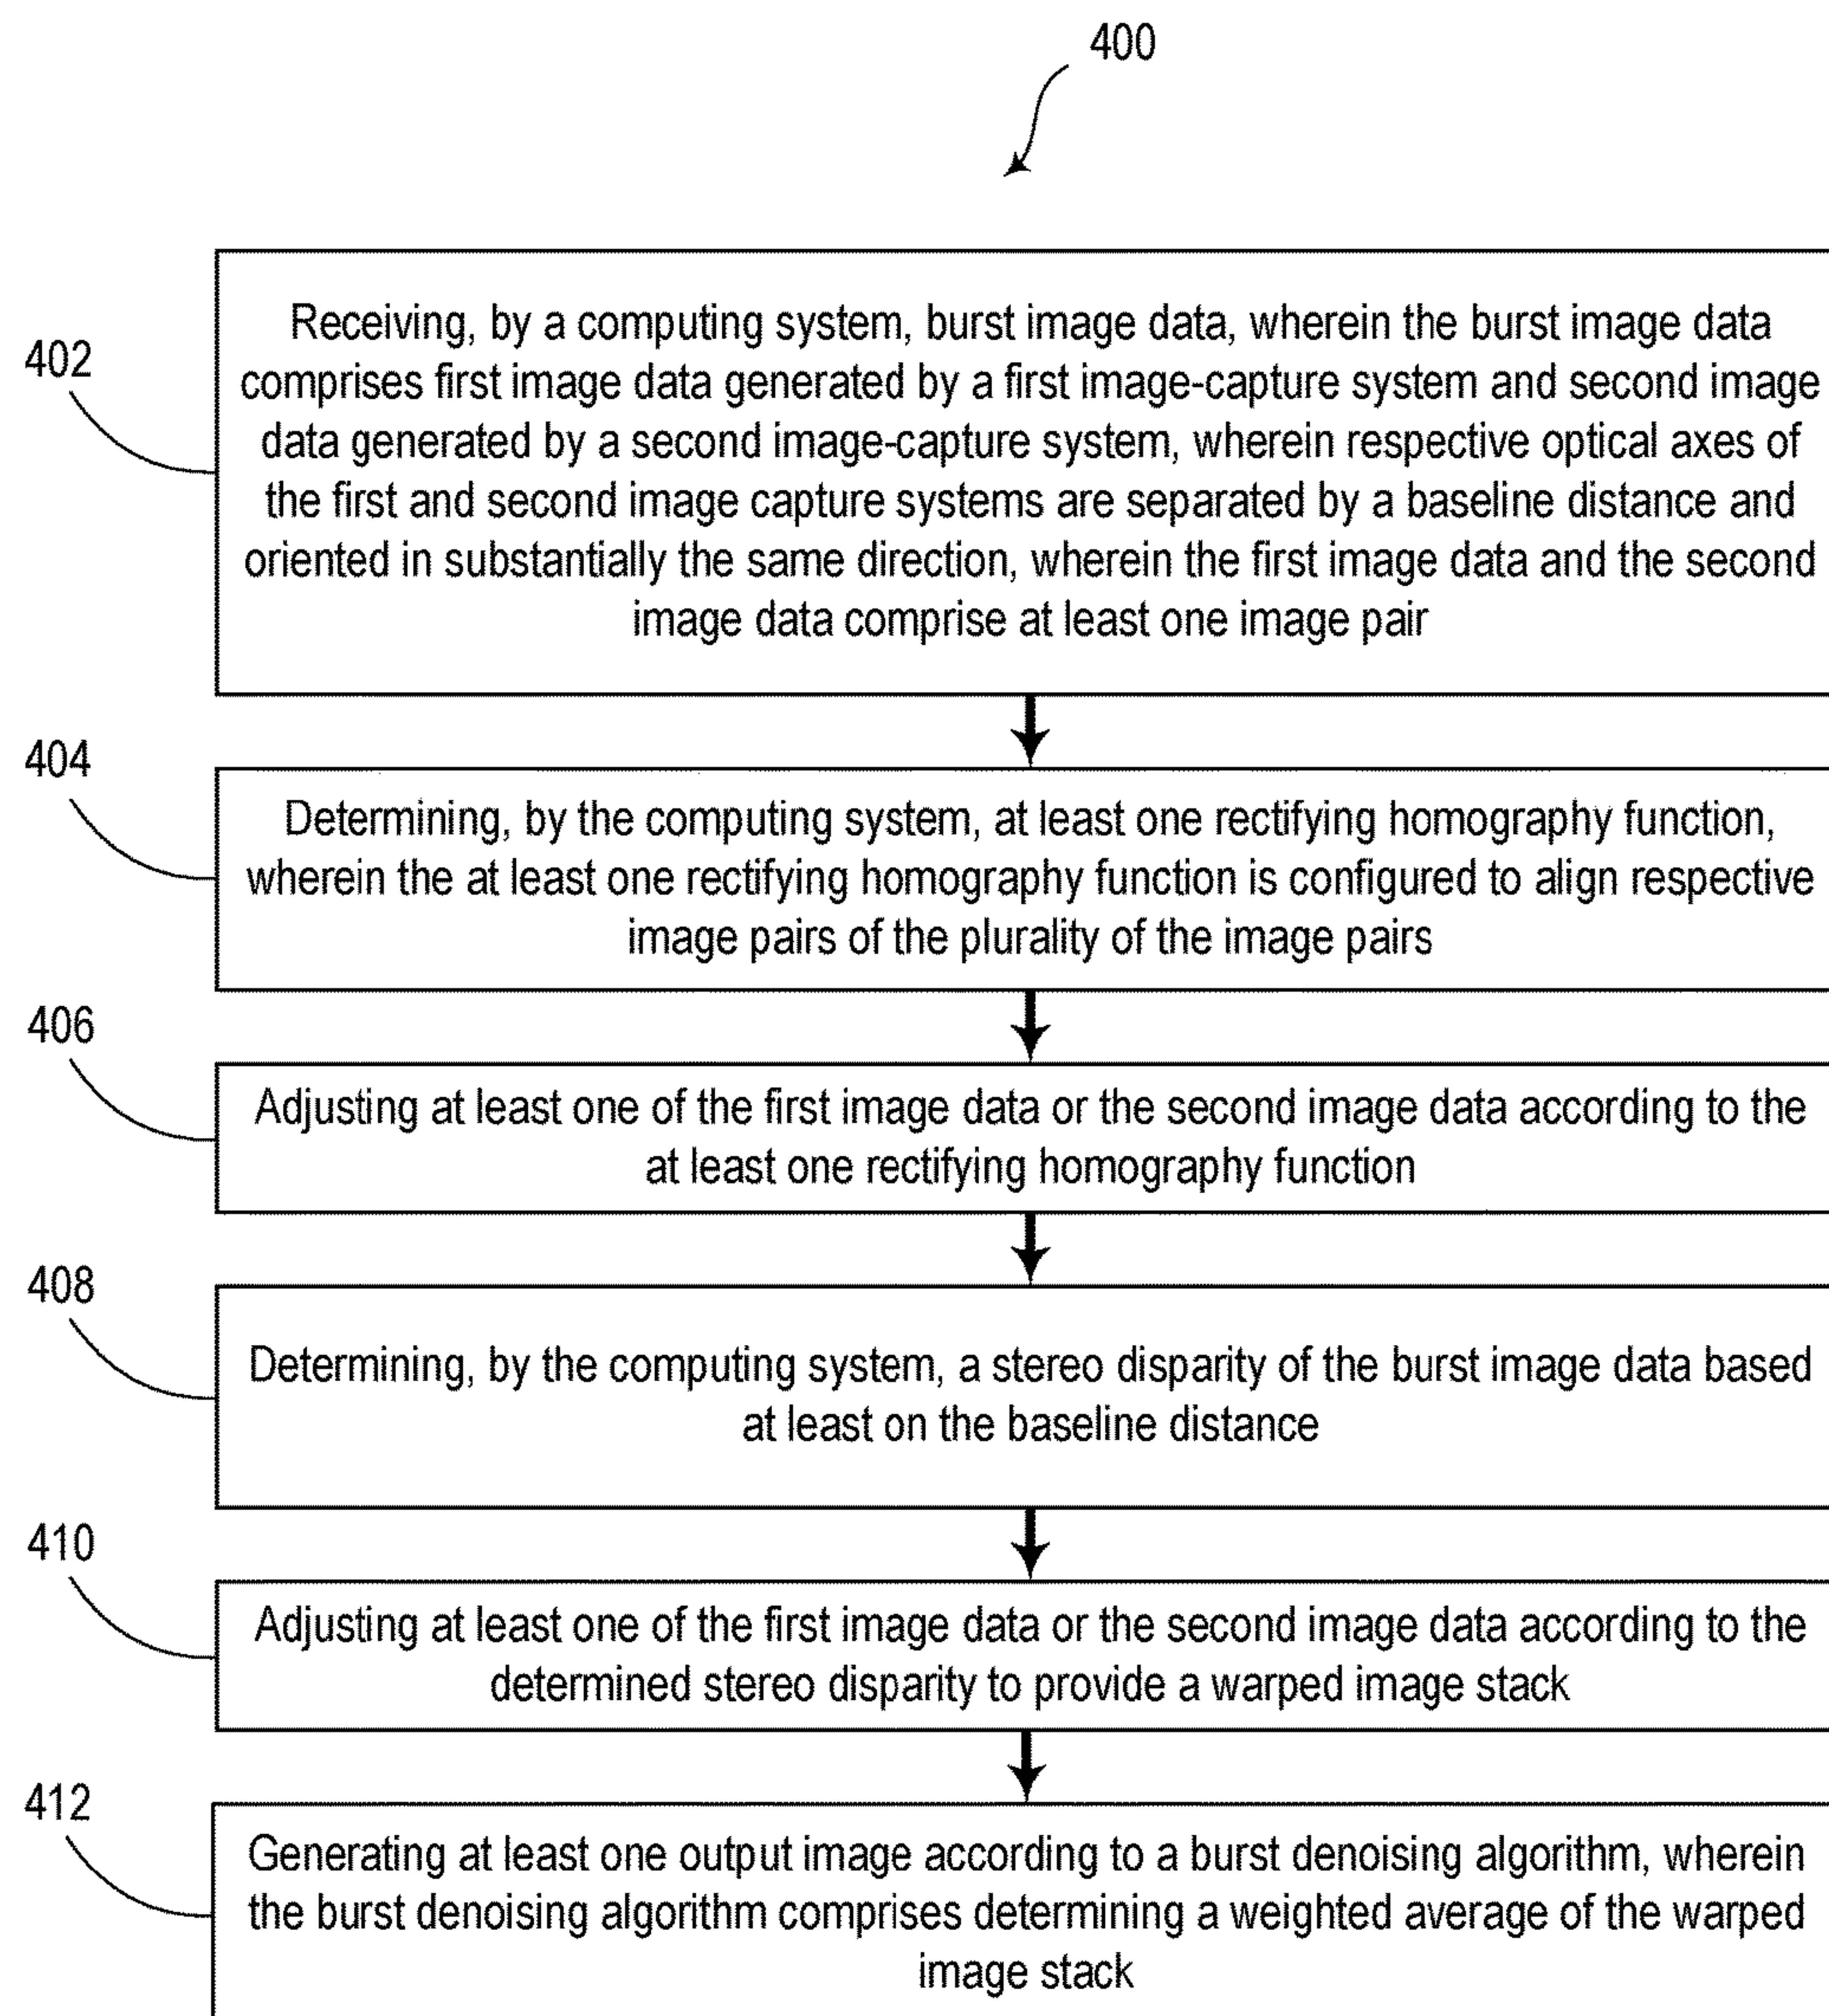 400
402
Receiving, by a computing system, burst image data, wherein the burst image data
comprises first image data generated by a first image-capture system and second image
data generated by a second image-capture system, wherein respective optical axes of
the first and second image capture systems are separated by a baseline distance and
oriented in substantially the same direction, wherein the first image data and the second
image data comprise at least one image pair
404
Determining, by the computing system, at least one rectifying homography function,
wherein the at least one rectifying homography function is configured to align respective
image pairs of the plurality of the image pairs
406
Adjusting at least one of the first image data or the second image data according to the
at least one rectifying homography function
408
Determining, by the computing system, a stereo disparity of the burst image data based
at least on the baseline distance
410
Adjusting at least one of the first image data or the second image data according to the
determined stereo disparity to provide a warped image stack
412
Generating at least one output image according to a burst denoising algorithm, wherein
the burst denoising algorithm comprises determining a weighted average of the warped
image stack